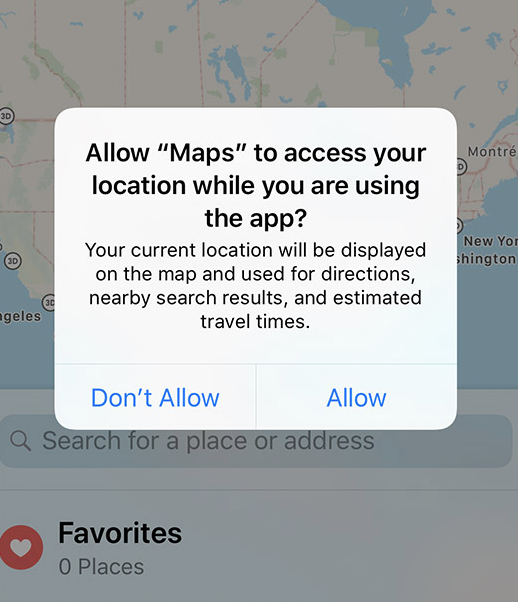 Allow “Maps” to access your
location while you are using
the app?
Your current location will be displayed
on the map and used for directions,
nearby search results, and estimated
travel times.
Don’t Allow
Allow
3D
3D
3D
Montré
New Yor
shington
geles
Search for a place or address
Favorites
0 Places